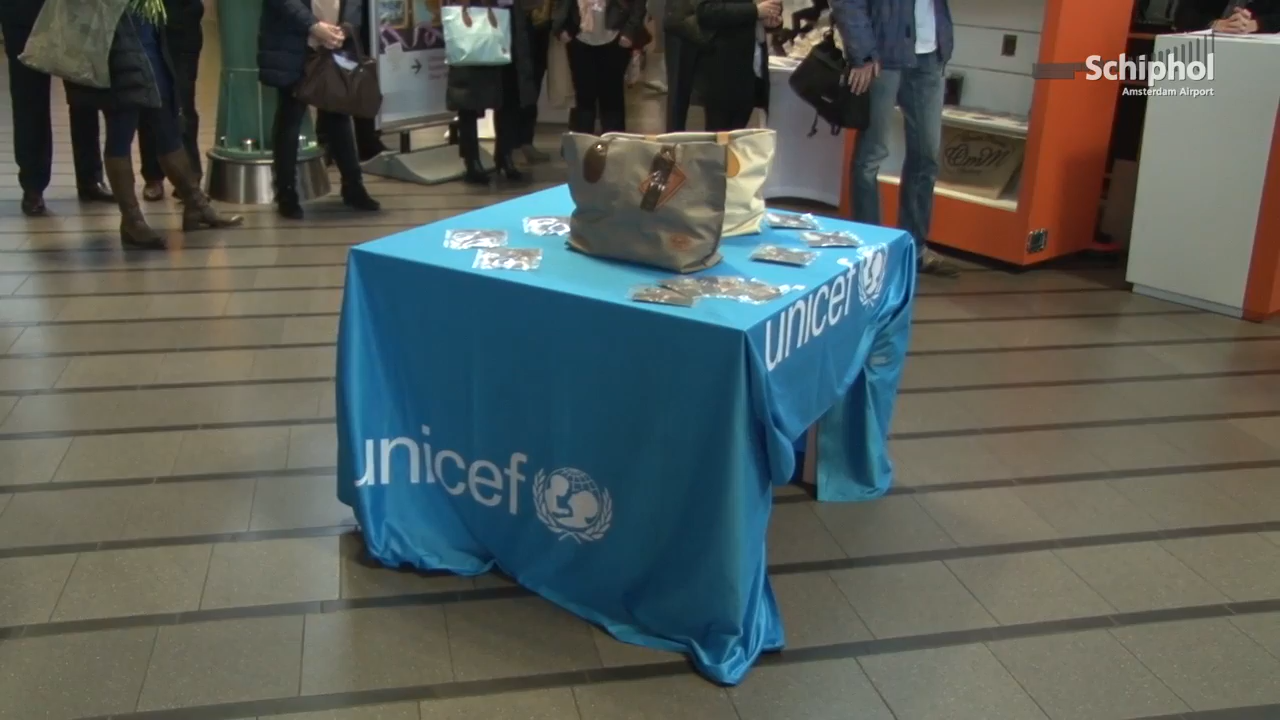 Schiphol
Amsterdam Airport
unicef
unicef